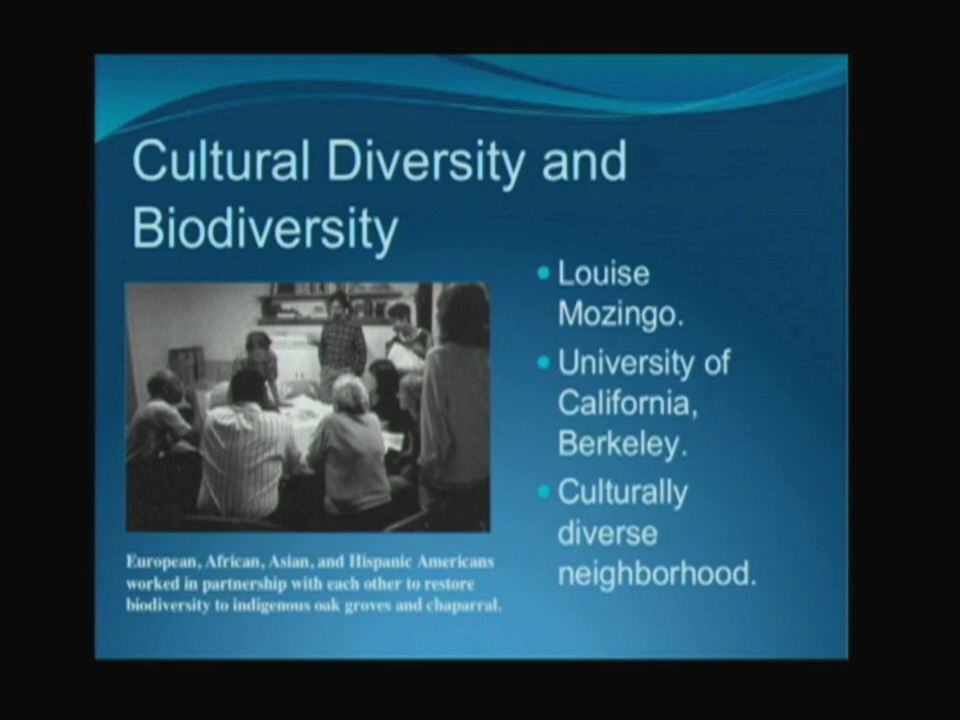 Cultural Diversity and
Biodiversity
• Louise
Mozingo.
• University of
California,
Berkeley.
• Culturally
diverse
neighborhood.
European, African, Asian, and Hispanic Americans
worked in partnership with each other to restore
biodiversity to indigenous oak groves and chaparral.